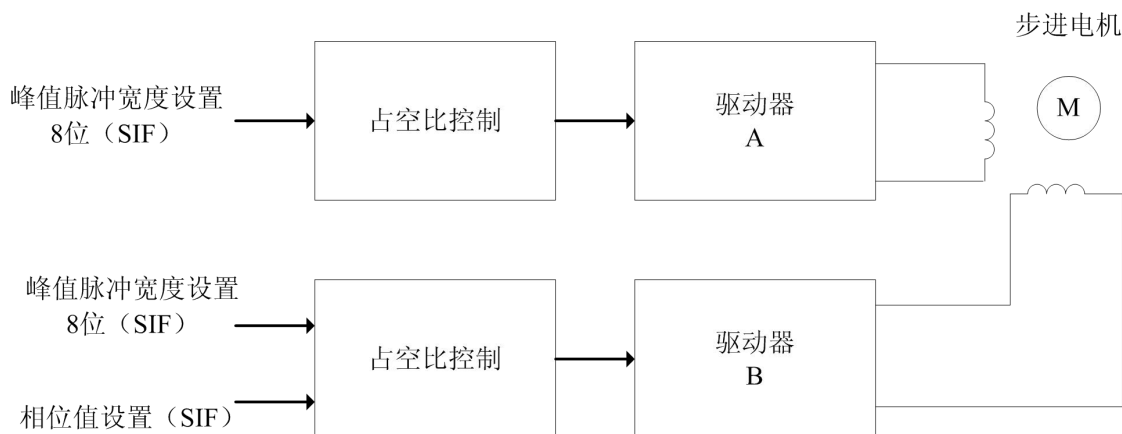 步进电机
峰值脉冲宽度设置
8位（SIF）
占空比控制
驱动器
A
M
峰值脉冲宽度设置
8位（SIF）
相位值设置（SIF）
占空比控制
驱动器
B